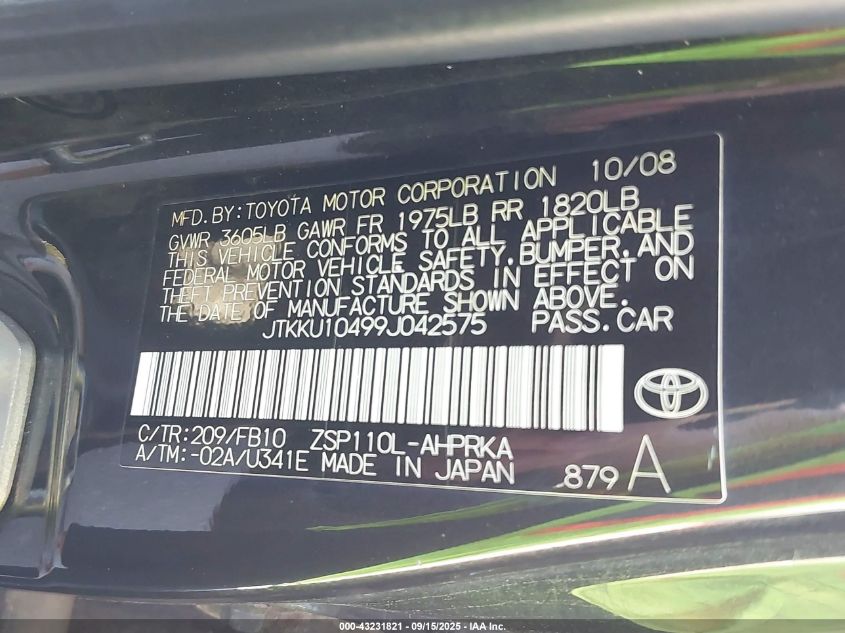 MFD. BY: TOYOTA MOTOR CORPORATION 10/08
GVWR 3605LB GAWR FR 1975LB RR 1820LB
THIS VEHICLE CONFORMS TO ALL APPLICABLE
FEDERAL MOTOR VEHICLE SAFETY, BUMPER, AND
THEFT PREVENTION STANDARDS IN EFFECT ON
THE DATE OF MANUFACTURE SHOWN ABOVE.
JTKKU10499J042575 PASS. CAR
C/TR: 209/FB10 ZSP110L-AHPRKA
A/TM: -02A/U341E MADE IN JAPAN 879 A
000-43231821 - 09/15/2025 - IAA Inc.